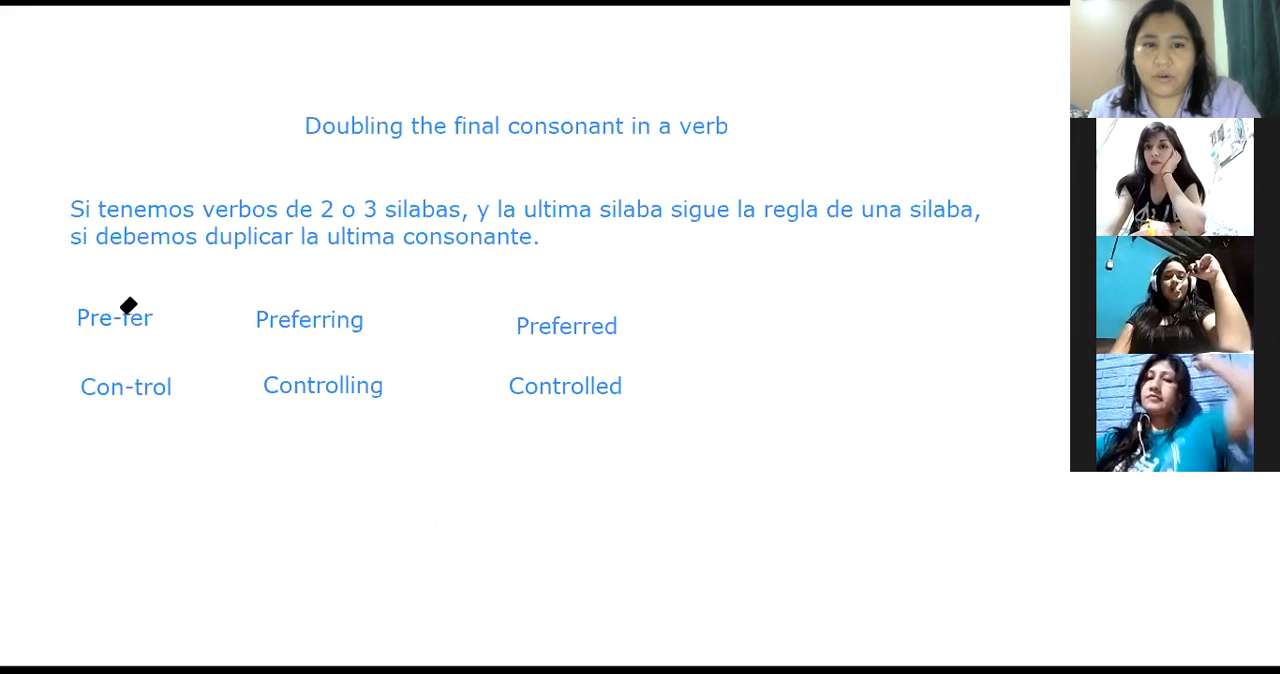 Doubling the final consonant in a verb
Si tenemos verbos de 2 o 3 silabas, y la ultima silaba sigue la regla de una silaba,
si debemos duplicar la ultima consonante.
Pre-fer Preferring Preferred
Con-trol Controlling Controlled